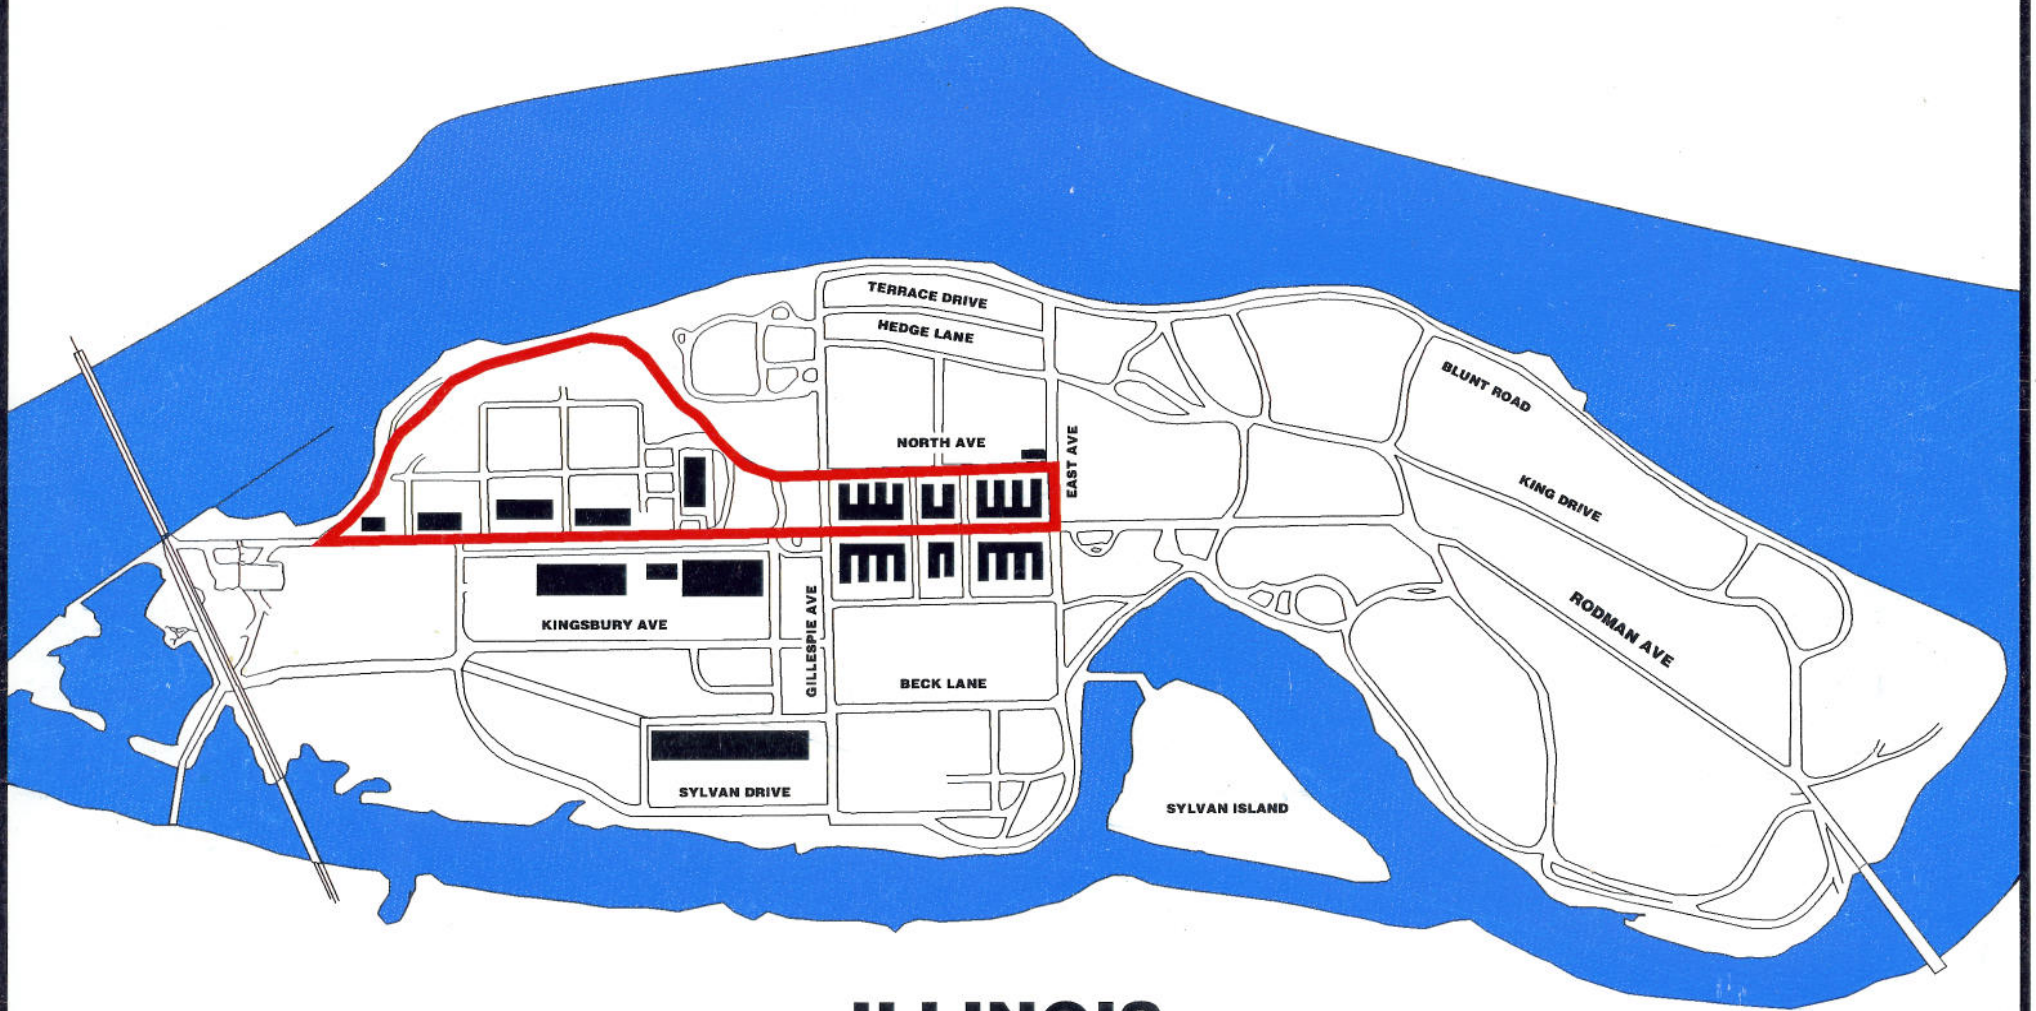 TERRACE DRIVE
HEDGE LANE
BLUNT ROAD
NORTH AVE
EAST AVE
KING DRIVE
RODMAN AVE
KINGSBURY AVE
GILLESPIE AVE
BECK LANE
SYLVAN DRIVE
SYLVAN ISLAND
ILLINOIS